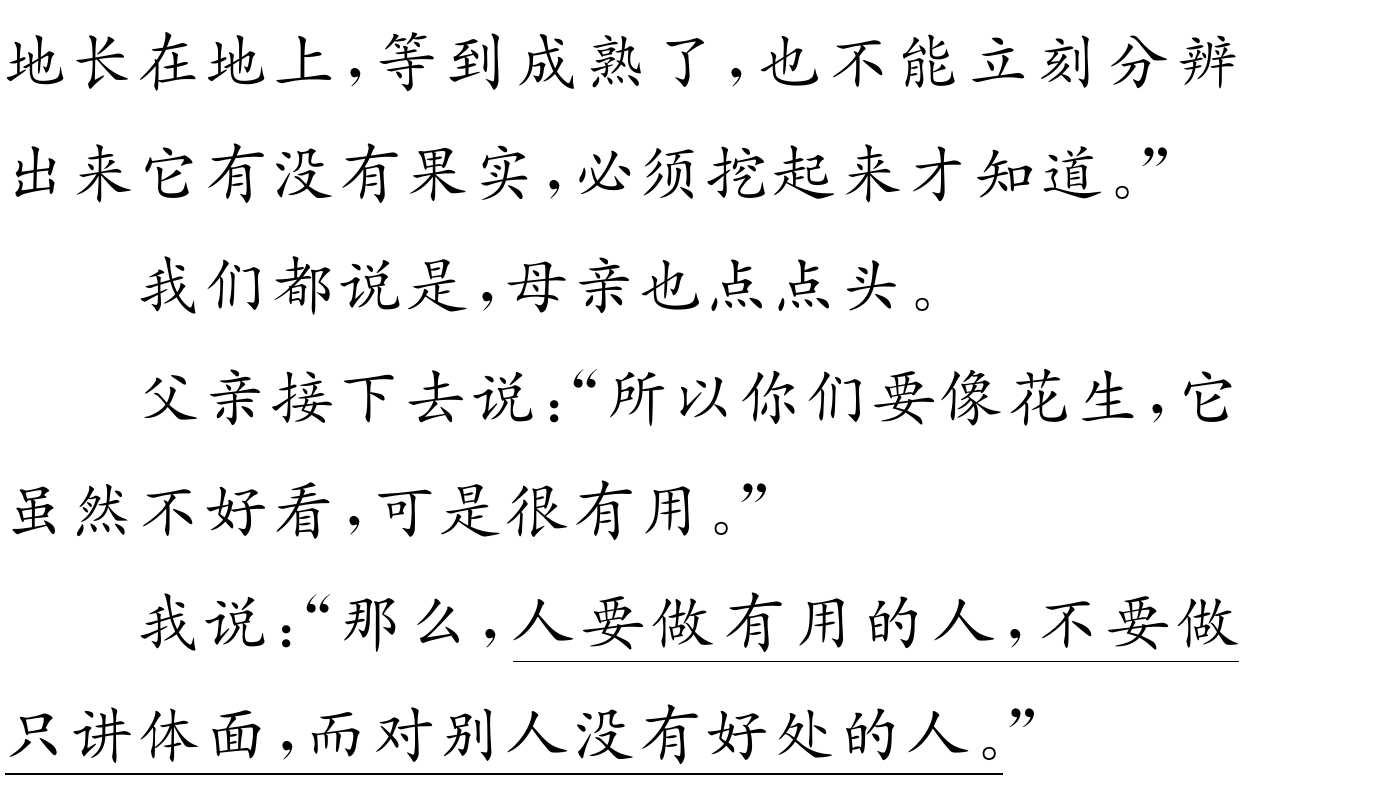 地长在地上，等到成熟了，也不能立刻分辨
出来它有没有果实，必须挖起来才知道。”
我们都说是，母亲也点点头。
父亲接下去说：“所以你们要像花生，它
虽然不好看，可是很有用。”
我说：“那么，人要做有用的人，不要做
只讲体面，而对别人没有好处的人。”